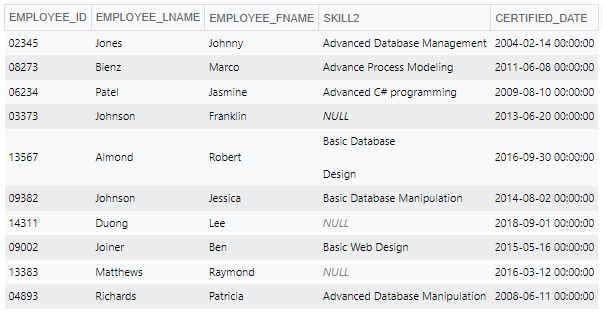 EMPLOYEE_ID EMPLOYEE_LNAME EMPLOYEE_FNAME SKILL2 CERTIFIED_DATE
02345 Jones Johnny Advanced Database Management 2004-02-14 00:00:00
08273 Bienz Marco Advance Process Modeling 2011-06-08 00:00:00
06234 Patel Jasmine Advanced C# programming 2009-08-10 00:00:00
03373 Johnson Franklin NULL 2013-06-20 00:00:00
Basic Database
13567 Almond Robert 2016-09-30 00:00:00
Design
09382 Johnson Jessica Basic Database Manipulation 2014-08-02 00:00:00
14311 Duong Lee NULL 2018-09-01 00:00:00
09002 Joiner Ben Basic Web Design 2015-05-16 00:00:00
13383 Matthews Raymond NULL 2016-03-12 00:00:00
04893 Richards Patricia Advanced Database Manipulation 2008-06-11 00:00:00